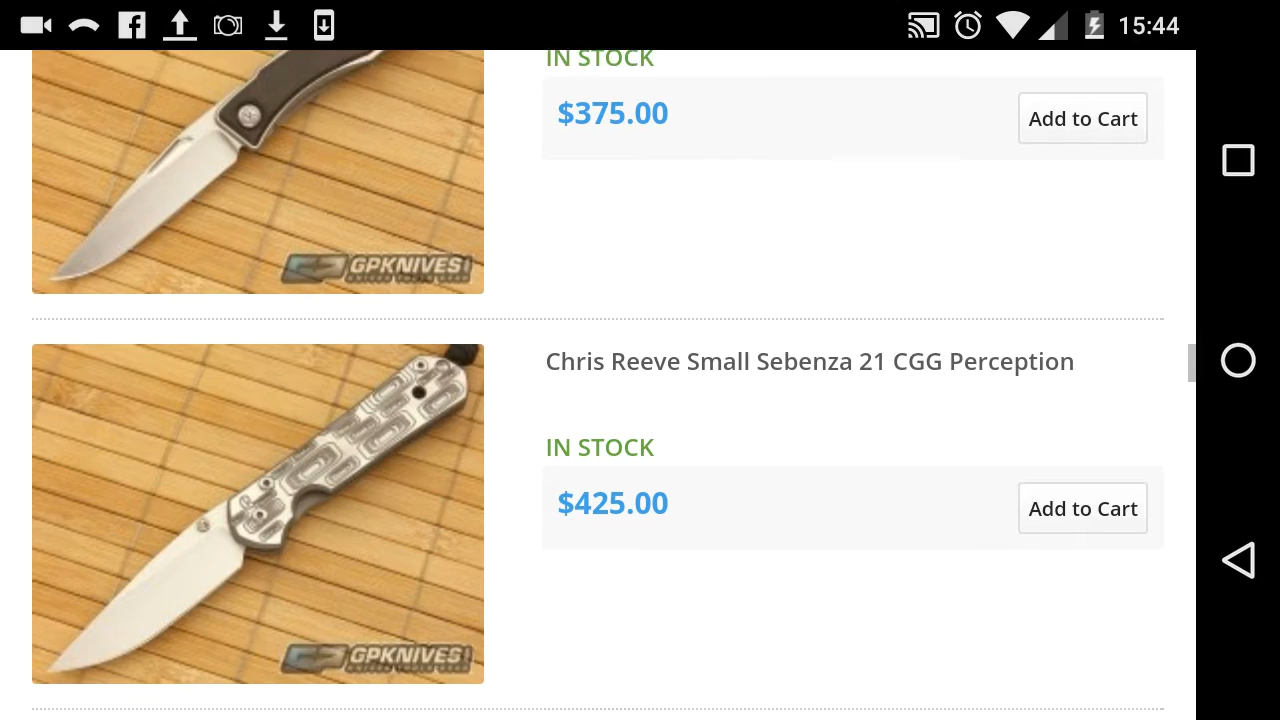 15:44
IN STOCK
$375.00
Add to Cart
GPKNIVES!
Chris Reeve Small Sebenza 21 CGG Perception
IN STOCK
$425.00
Add to Cart
GPKNIVES!